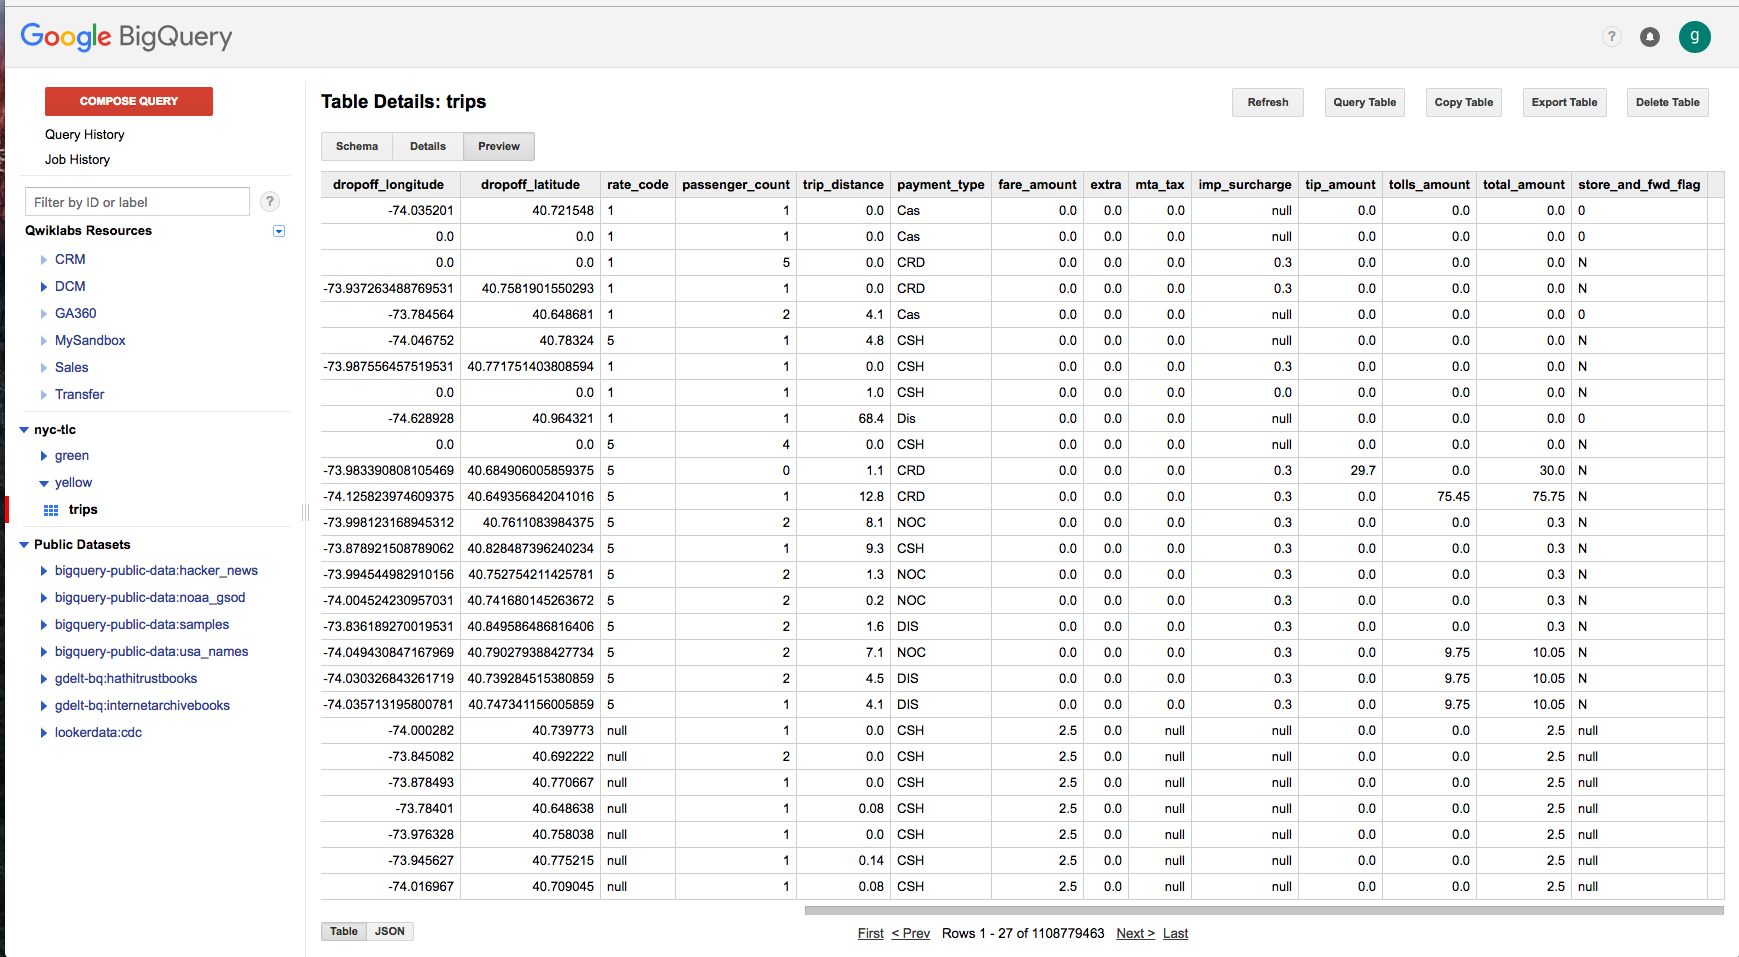 Google BigQuery
?
g
COMPOSE QUERY
Query History
Job History
Filter by ID or label
?
Qwiklabs Resources
CRM
DCM
GA360
MySandbox
Sales
Transfer
nyc-tlc
green
yellow
trips
Public Datasets
bigquery-public-data:hacker_news
bigquery-public-data:noaa_gsod
bigquery-public-data:samples
bigquery-public-data:usa_names
gdelt-bq:hathitrustbooks
gdelt-bq:internetarchivebooks
lookerdata:cdc
Table Details: trips
Refresh Query Table Copy Table Export Table Delete Table
Schema Details Preview
dropoff_longitude dropoff_latitude rate_code passenger_count trip_distance payment_type fare_amount extra mta_tax imp_surcharge tip_amount tolls_amount total_amount store_and_fwd_flag
-74.035201 40.721548 1 1 0.0 Cas 0.0 0.0 0.0 null 0.0 0.0 0.0 0
0.0 0.0 1 1 0.0 Cas 0.0 0.0 0.0 null 0.0 0.0 0.0 0
0.0 0.0 1 5 0.0 CRD 0.0 0.0 0.0 0.3 0.0 0.0 0.0 N
-73.937263488769531 40.7581901550293 1 1 0.0 CRD 0.0 0.0 0.0 0.3 0.0 0.0 0.0 N
-73.784564 40.648681 1 2 4.1 Cas 0.0 0.0 0.0 null 0.0 0.0 0.0 0
-74.046752 40.78324 5 1 4.8 CSH 0.0 0.0 0.0 null 0.0 0.0 0.0 N
-73.987556457519531 40.771751403808594 1 1 0.0 CSH 0.0 0.0 0.0 0.3 0.0 0.0 0.0 N
0.0 0.0 1 1 1.0 CSH 0.0 0.0 0.0 null 0.0 0.0 0.0 N
-74.628928 40.964321 1 1 68.4 Dis 0.0 0.0 0.0 null 0.0 0.0 0.0 0
0.0 0.0 5 4 0.0 CSH 0.0 0.0 0.0 null 0.0 0.0 0.0 N
-73.983390808105469 40.684906005859375 5 0 1.1 CRD 0.0 0.0 0.0 0.3 29.7 0.0 30.0 N
-74.125823974609375 40.649356842041016 5 1 12.8 CRD 0.0 0.0 0.0 0.3 0.0 75.45 75.75 N
-73.998123168945312 40.7611083984375 5 2 8.1 NOC 0.0 0.0 0.0 0.3 0.0 0.0 0.3 N
-73.878921508789062 40.828487396240234 5 1 9.3 CSH 0.0 0.0 0.0 0.3 0.0 0.0 0.3 N
-73.994544982910156 40.752754211425781 5 2 1.3 NOC 0.0 0.0 0.0 0.3 0.0 0.0 0.3 N
-74.004524230957031 40.741680145263672 5 2 0.2 NOC 0.0 0.0 0.0 0.3 0.0 0.0 0.3 N
-73.836189270019531 40.849586486816406 5 2 1.6 DIS 0.0 0.0 0.0 0.3 0.0 0.0 0.3 N
-74.049430847167969 40.790279388427734 5 2 7.1 NOC 0.0 0.0 0.0 0.3 0.0 9.75 10.05 N
-74.030326843261719 40.739284515380859 5 2 4.5 DIS 0.0 0.0 0.0 0.3 0.0 9.75 10.05 N
-74.035713195800781 40.747341156005859 5 1 4.1 DIS 0.0 0.0 0.0 0.3 0.0 9.75 10.05 N
-74.000282 40.739773 null 1 0.0 CSH 2.5 0.0 null null 0.0 0.0 2.5 null
-73.845082 40.692222 null 2 0.0 CSH 2.5 0.0 null null 0.0 0.0 2.5 null
-73.878493 40.770667 null 1 0.0 CSH 2.5 0.0 null null 0.0 0.0 2.5 null
-73.78401 40.648638 null 1 0.08 CSH 2.5 0.0 null null 0.0 0.0 2.5 null
-73.976328 40.758038 null 1 0.0 CSH 2.5 0.0 null null 0.0 0.0 2.5 null
-73.945627 40.775215 null 1 0.14 CSH 2.5 0.0 null null 0.0 0.0 2.5 null
-74.016967 40.709045 null 1 0.08 CSH 2.5 0.0 null null 0.0 0.0 2.5 null
Table JSON
First < Prev Rows 1 - 27 of 1108779463 Next > Last